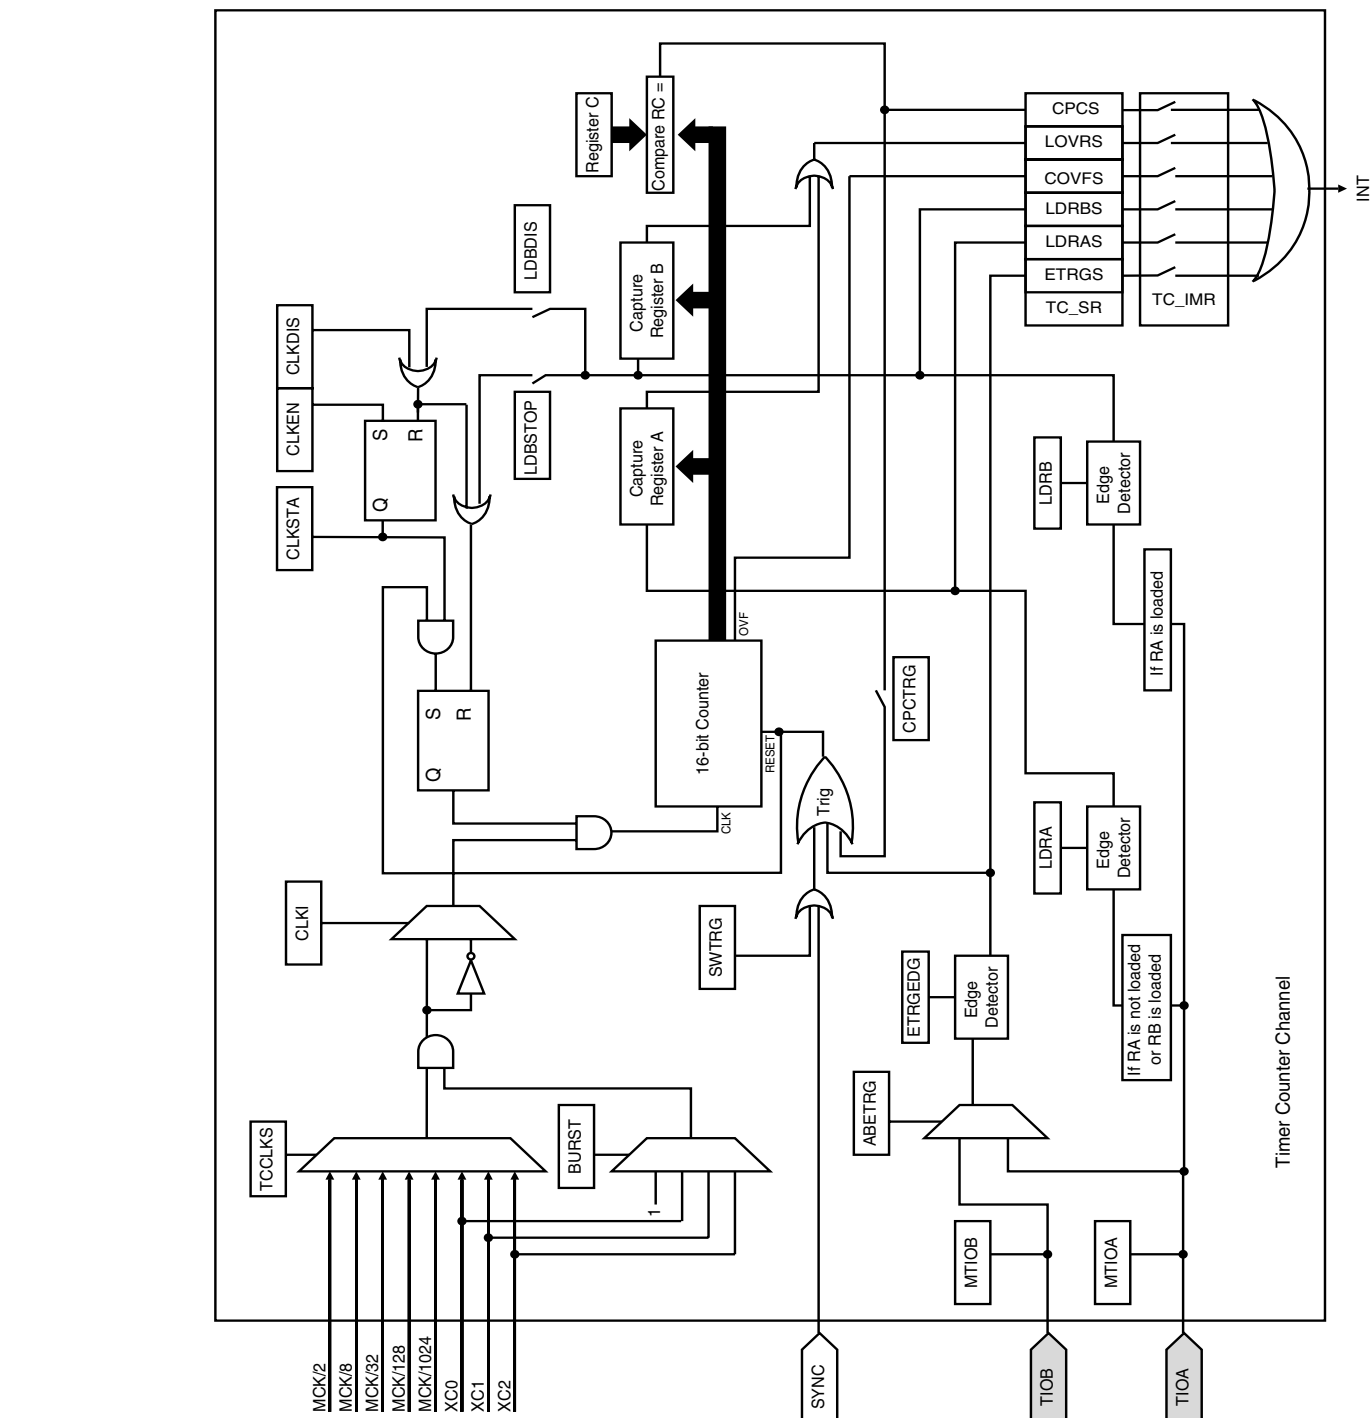 TCCLKS
MCK/2
MCK/8
MCK/32
MCK/128
MCK/1024
XC0
XC1
XC2
CLKI
CLKSTA
CLKEN
CLKDIS
Q
S
R
Q
S
R
LDBSTOP
LDBDIS
BURST
1
Register C
Capture
Register A
Capture
Register B
Compare RC =
16-bit Counter
CLK
OVF
RESET
SWTRG
Trig
CPCTRG
SYNC
ABETRG
ETRGEDG
Edge
Detector
MTIOB
TIOB
MTIOA
TIOA
LDRA
Edge
Detector
If RA is not loaded
or RB is loaded
LDRB
Edge
Detector
If RA is loaded
CPCS
LOVRS
COVFS
LDRBS
LDRAS
ETRGS
TC_SR
TC_IMR
INT
Timer Counter Channel